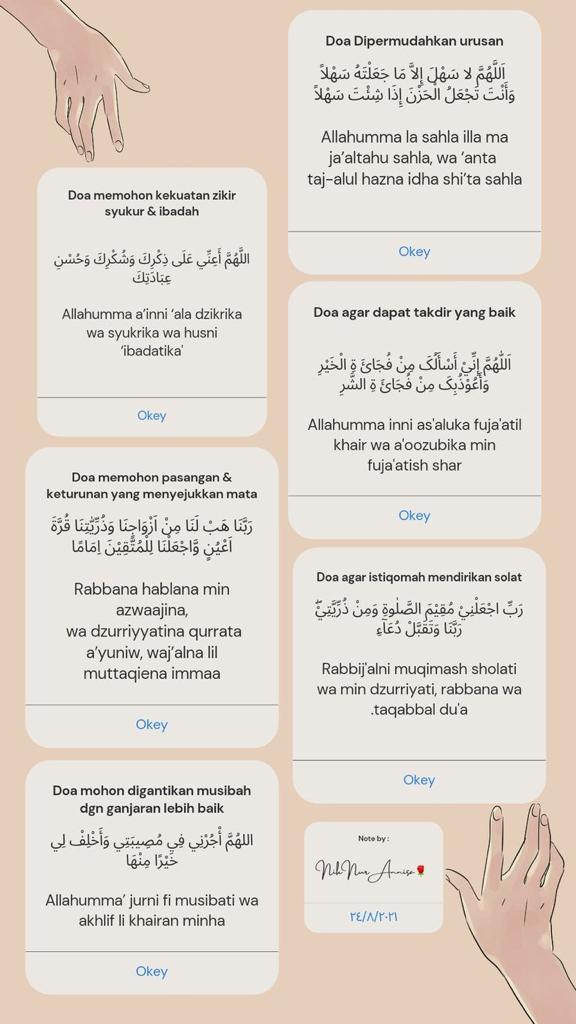 Doa Dipermudahkan urusan
اَللَّهُمَّ لا سَهْلَ إِلاَّ مَا جَعَلْتَهُ سَهْلاً
وَأَنْتَ تَجْعَلُ الْحَزْنَ إِذَا شِئْتَ سَهْلاً
Allahumma la sahla illa ma
ja’altahu sahla, wa ‘anta
taj-alul hazna idha shi’ta sahla
Okey
Doa memohon kekuatan zikir
syukur & ibadah
اللَّهُمَّ أَعِنِّي عَلَى ذِكْرِكَ وَشُكْرِكَ وَحُسْنِ
عِبَادَتِكَ
Allahumma a’inni ‘ala dzikrika
wa syukrika wa husni
‘ibadatika'
Okey
Doa agar dapat takdir yang baik
اَللّٰهُمَّ إِنِّيْ أَسْأَلُکَ مِنْ فُجَائَ ةِ الْخَيْرِ
وَأَعُوْذُبِکَ مِنْ فُجَائَ ةِ الشَّرِ
Allahumma inni as'aluka fuja'atil
khair wa a'oozubika min
fuja'atish shar
Okey
Doa memohon pasangan &
keturunan yang menyejukkan mata
رَبَّنَا هَبْ لَنَا مِنْ اَزْوَاجِنَا وَذُرِّيّٰتِنَا قُرَّةَ
اَعْيُنٍ وَّاجْعَلْنَا لِلْمُتَّقِيْنَ اِمَامًا
Rabbana hablana min
azwaajina,
wa dzurriyyatina qurrata
a’yuniw, waj’alna lil
muttaqiena immaa
Okey
Doa agar istiqomah mendirikan solat
رَبِّ اجْعَلْنِيْ مُقِيْمَ الصَّلٰوةِ وَمِنْ ذُرِّيَّتِيْۖ
رَبَّنَا وَتَقَبَّلْ دُعَاۤءِ
Rabbij'alni muqimash sholati
wa min dzurriyati, rabbana wa
.taqabbal du'a
Okey
Doa mohon digantikan musibah
dgn ganjaran lebih baik
اللهُمَّ أْجُرْنِي فِي مُصِيبَتِي وَأَخْلِفْ لِي
خَيْرًا مِنْهَا
Allahumma’ jurni fi musibati wa
akhlif li khairan minha
Okey
Note by :
NikNurAnnisa🌹
٢٤/٨/٢٠٢١